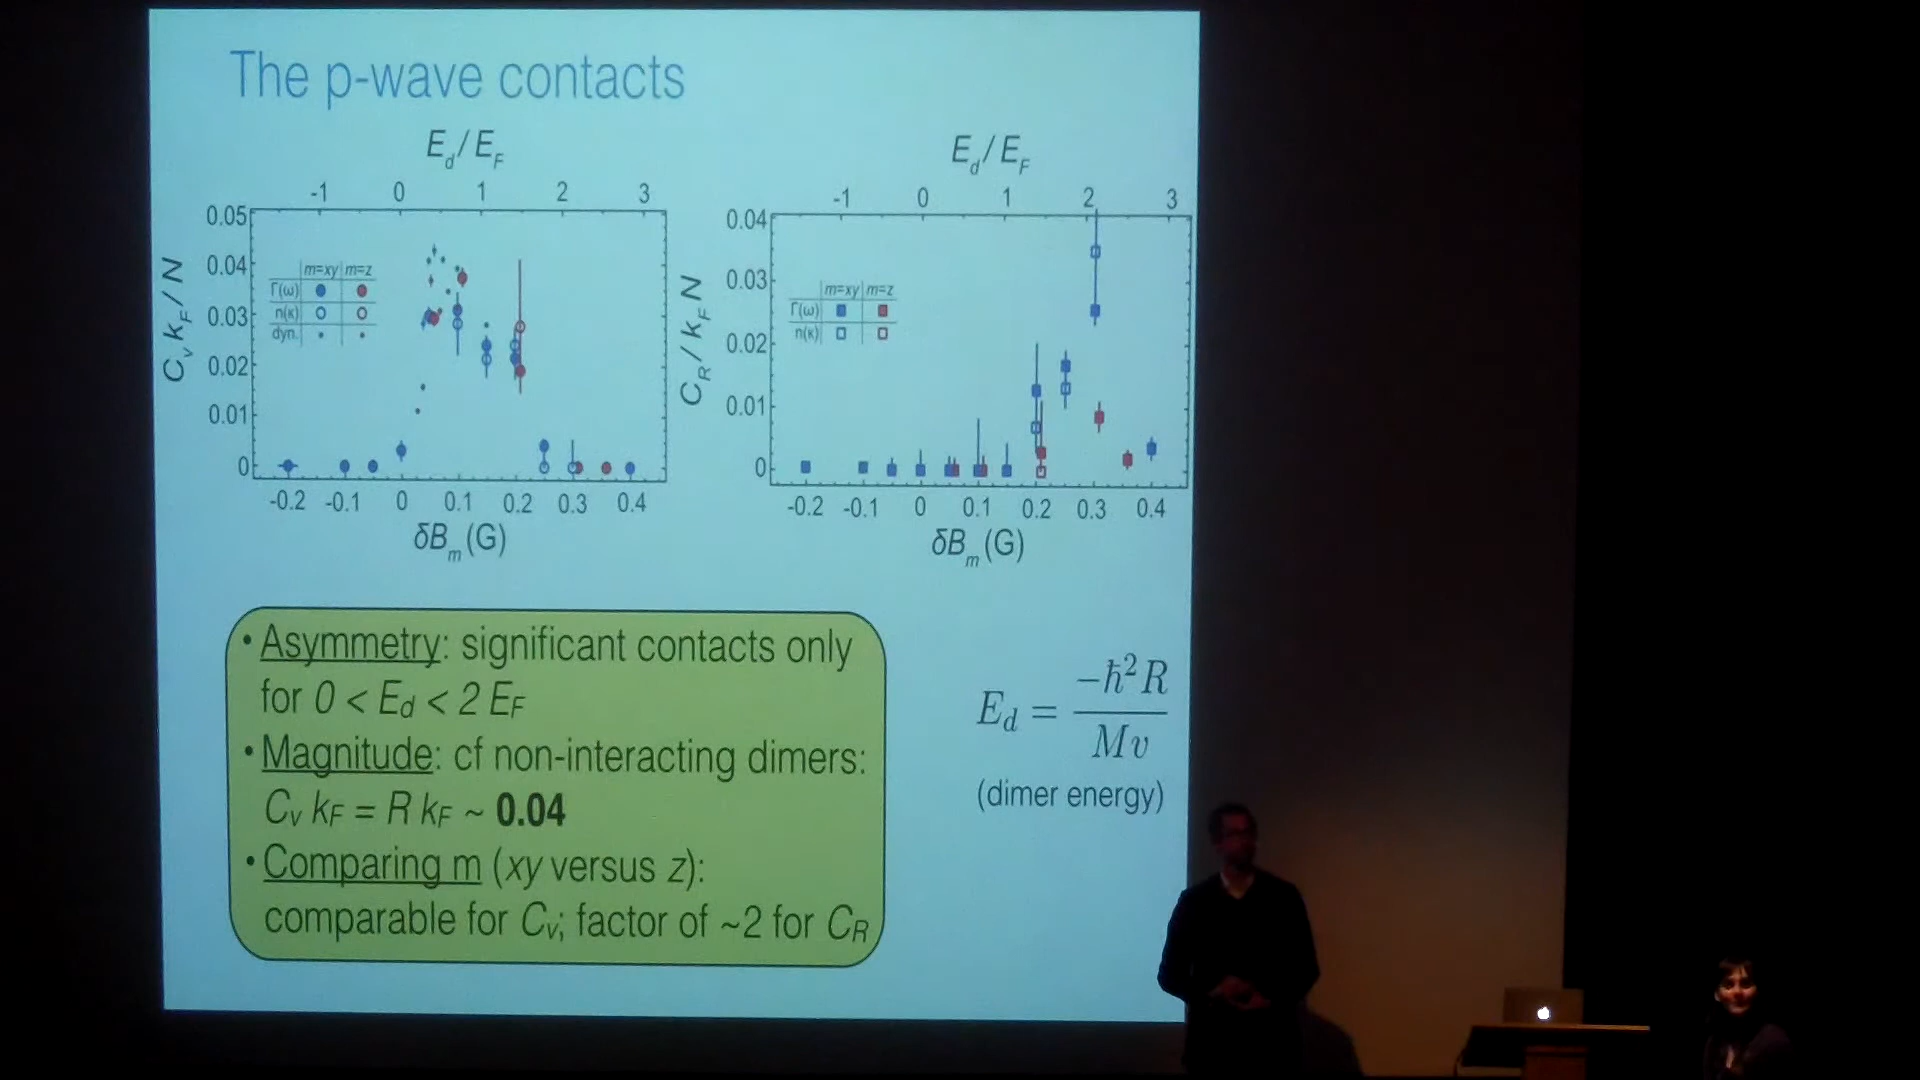 The p-wave contacts
E_d / E_F
-1 0 1 2 3
0.05
0.04
0.03
0.02
0.01
0
C_v k_F / N
m=xy m=z
Γ(ω)
n(κ)
dyn.
-0.2 -0.1 0 0.1 0.2 0.3 0.4
δB_m (G)
E_d / E_F
-1 0 1 2 3
0.04
0.03
0.02
0.01
0
C_R / k_F N
m=xy m=z
Γ(ω)
n(κ)
-0.2 -0.1 0 0.1 0.2 0.3 0.4
δB_m (G)
• Asymmetry: significant contacts only
for 0 < E_d < 2 E_F
• Magnitude: cf non-interacting dimers:
C_v k_F = R k_F ~ 0.04
• Comparing m (xy versus z):
comparable for C_v; factor of ~2 for C_R
E_d = -ħ²R / Mv
(dimer energy)